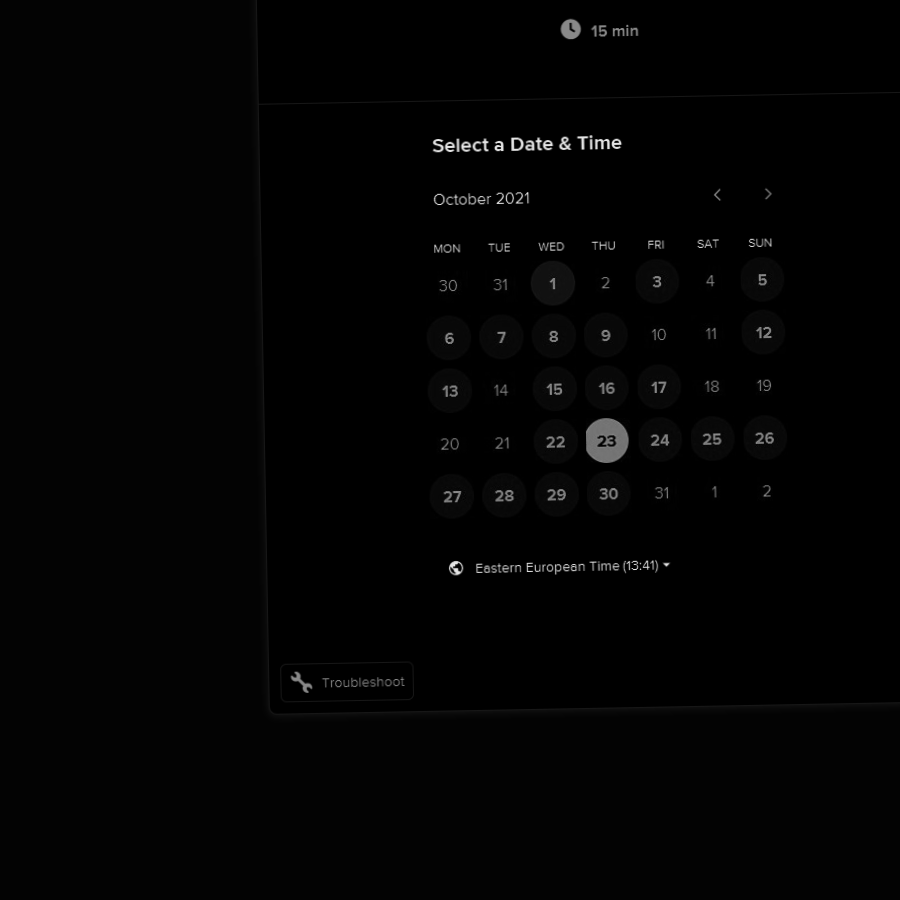 15 min
Select a Date & Time
October 2021
MON TUE WED THU FRI SAT SUN
30 31 1 2 3 4 5
6 7 8 9 10 11 12
13 14 15 16 17 18 19
20 21 22 23 24 25 26
27 28 29 30 31 1 2
Eastern European Time (13:41)
Troubleshoot